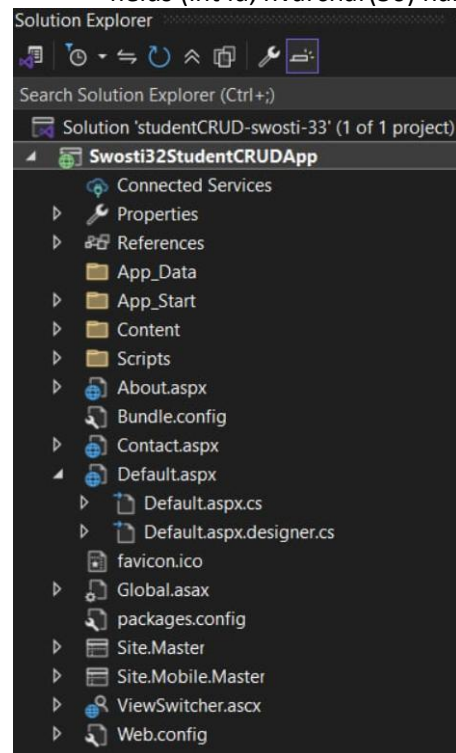 Solution Explorer
Search Solution Explorer (Ctrl+;)
Solution 'studentCRUD-swosti-33' (1 of 1 project)
Swosti32StudentCRUDApp
Connected Services
Properties
References
App_Data
App_Start
Content
Scripts
About.aspx
Bundle.config
Contact.aspx
Default.aspx
Default.aspx.cs
Default.aspx.designer.cs
favicon.ico
Global.asax
packages.config
Site.Master
Site.Mobile.Master
ViewSwitcher.ascx
Web.config